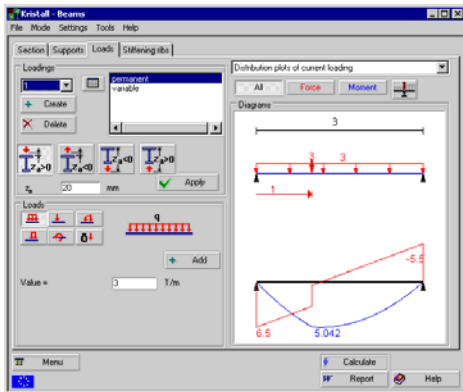 Kristall - Beams
File Mode Settings Tools Help
Section Supports Loads Stiffening ribs
Loadings
1
Create
Delete
permanent
variable
zₐ>0 zₐ<0 zₐ<0 zₐ>0
zₐ 20 mm Apply
Loads
q
Add
Value = 3 T/m
Distribution plots of current loading
All Force Moment
Diagrams
3
3 3
1
-5.5
6.5 5.042
Menu
Calculate
Report Help